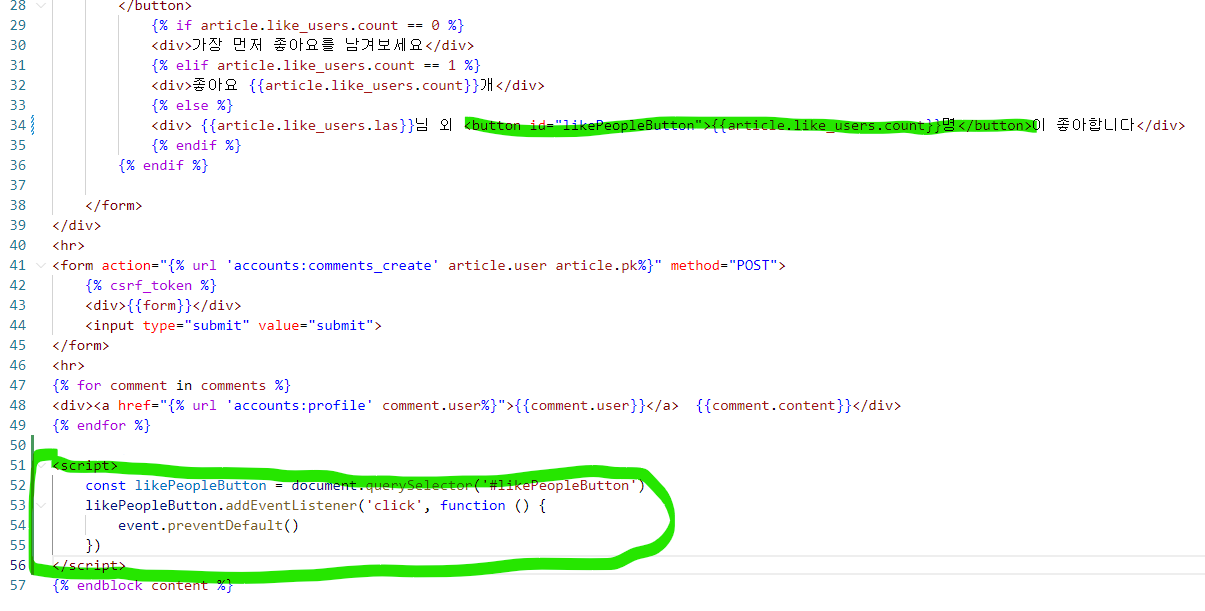 28 </button>
29 {% if article.like_users.count == 0 %}
30 <div>가장 먼저 좋아요를 남겨보세요</div>
31 {% elif article.like_users.count == 1 %}
32 <div>좋아요 {{article.like_users.count}}개</div>
33 {% else %}
34 <div> {{article.like_users.las}}님 외 <button id="likePeopleButton">{{article.like_users.count}}명</button>이 좋아합니다</div>
35 {% endif %}
36 {% endif %}
37
38 </form>
39 </div>
40 <hr>
41 <form action="{% url 'accounts:comments_create' article.user article.pk%}" method="POST">
42 {% csrf_token %}
43 <div>{{form}}</div>
44 <input type="submit" value="submit">
45 </form>
46 <hr>
47 {% for comment in comments %}
48 <div><a href="{% url 'accounts:profile' comment.user%}">{{comment.user}}</a>  {{comment.content}}</div>
49 {% endfor %}
50
51 <script>
52 const likePeopleButton = document.querySelector('#likePeopleButton')
53 likePeopleButton.addEventListener('click', function () {
54 event.preventDefault()
55 })
56 </script>
57 {% endblock content %}